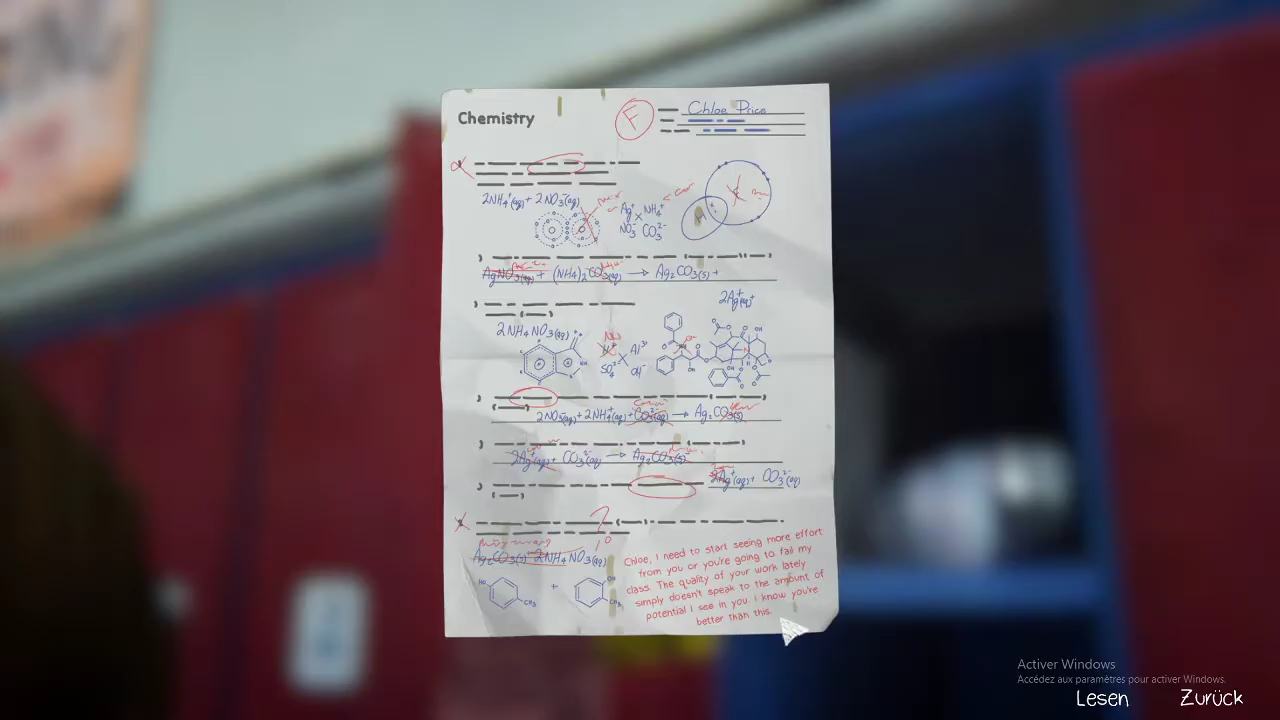 Chemistry
F
Chloe Price
2NH₄⁺(aq) + 2NO₃⁻(aq)
Ag⁺ NH₄⁺
NO₃⁻ CO₃²⁻
AgNO₃(aq) + (NH4)₂CO₃(aq) → Ag₂CO₃(s) +
2Ag⁺(aq)⁺
2NH₄NO₃(aq)
Al³⁺
SO₄²⁻ OH⁻
2NO₃(aq) + 2NH₄⁺(aq) + CO₃²⁻(aq) → Ag₂CO₃(s)
2Ag⁺(aq) + CO₃²⁻(aq) → Ag₂CO₃(s)
2Ag⁺(aq) + CO₃²⁻(aq)
?
Ag₂CO₃(s) 2NH₄NO₃(aq)
HO CH₃ + OH CH₃
Chloe, I need to start seeing more effort
from you or you're going to fail my
class. The quality of your work lately
simply doesn't speak to the amount of
potential I see in you. I know you're
better than this.
Activer Windows
Accédez aux paramètres pour activer Windows.
Lesen Zurück